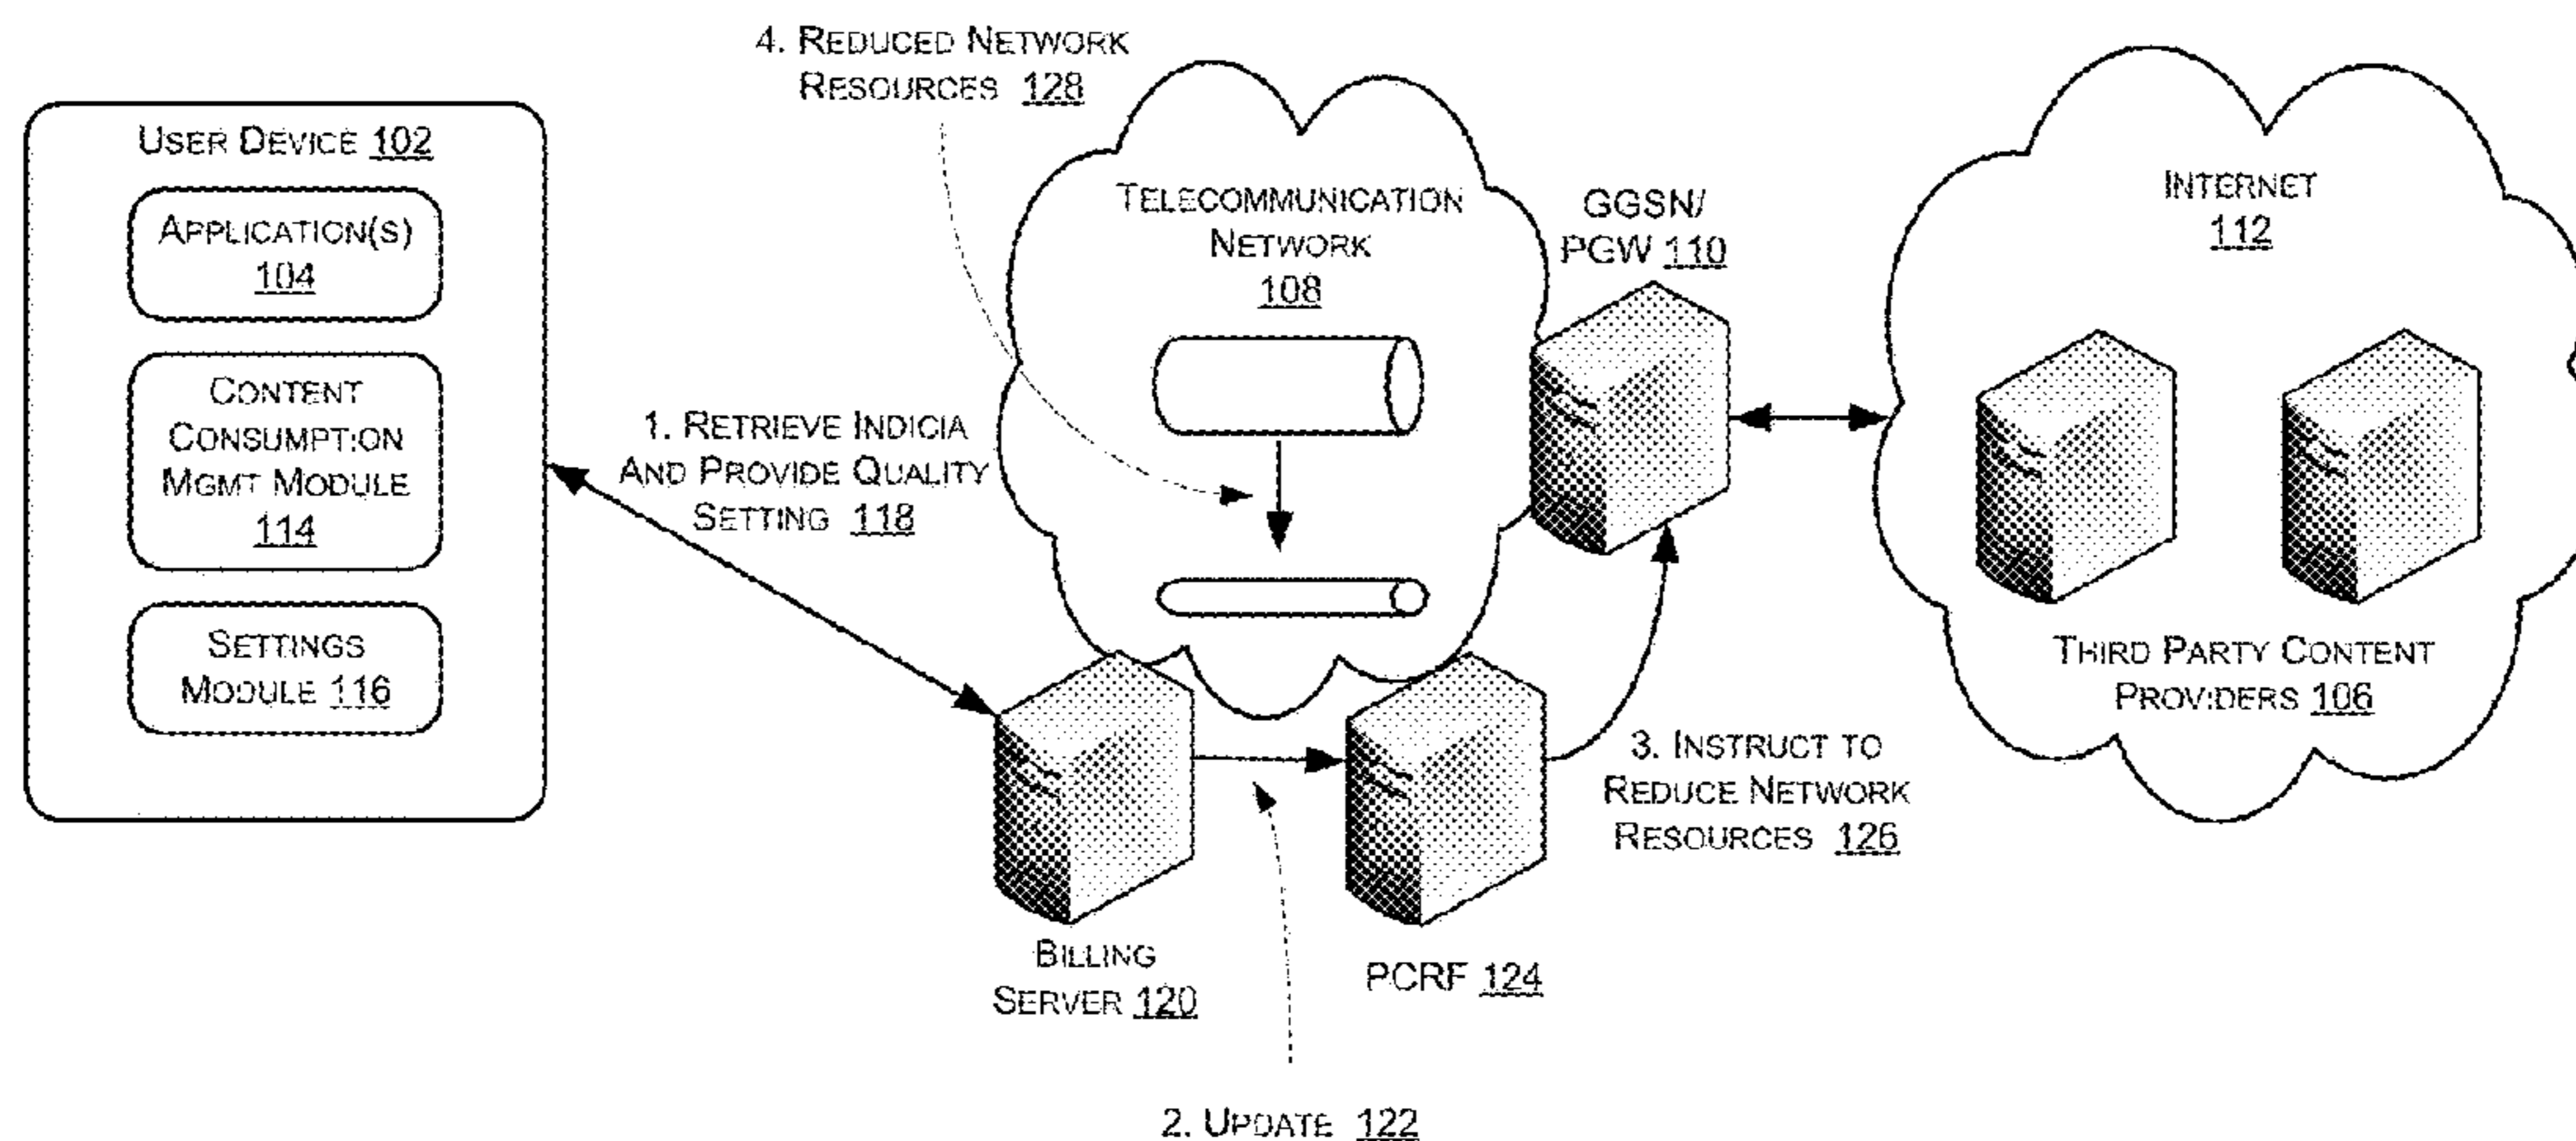 4. REDUCED NETWORK
RESOURCES 128
USER DEVICE 102
APPLICATION(S)
104
CONTENT
CONSUMPTION
MGMT MODULE
114
SETTINGS
MODULE 116
1. RETRIEVE INDICIA
AND PROVIDE QUALITY
SETTING 118
TELECOMMUNICATION
NETWORK
108
GGSN/
PGW 110
INTERNET
112
THIRD PARTY CONTENT
PROVIDERS 106
3. INSTRUCT TO
REDUCE NETWORK
RESOURCES 126
BILLING
SERVER 120
PCRF 124
2. UPDATE 122